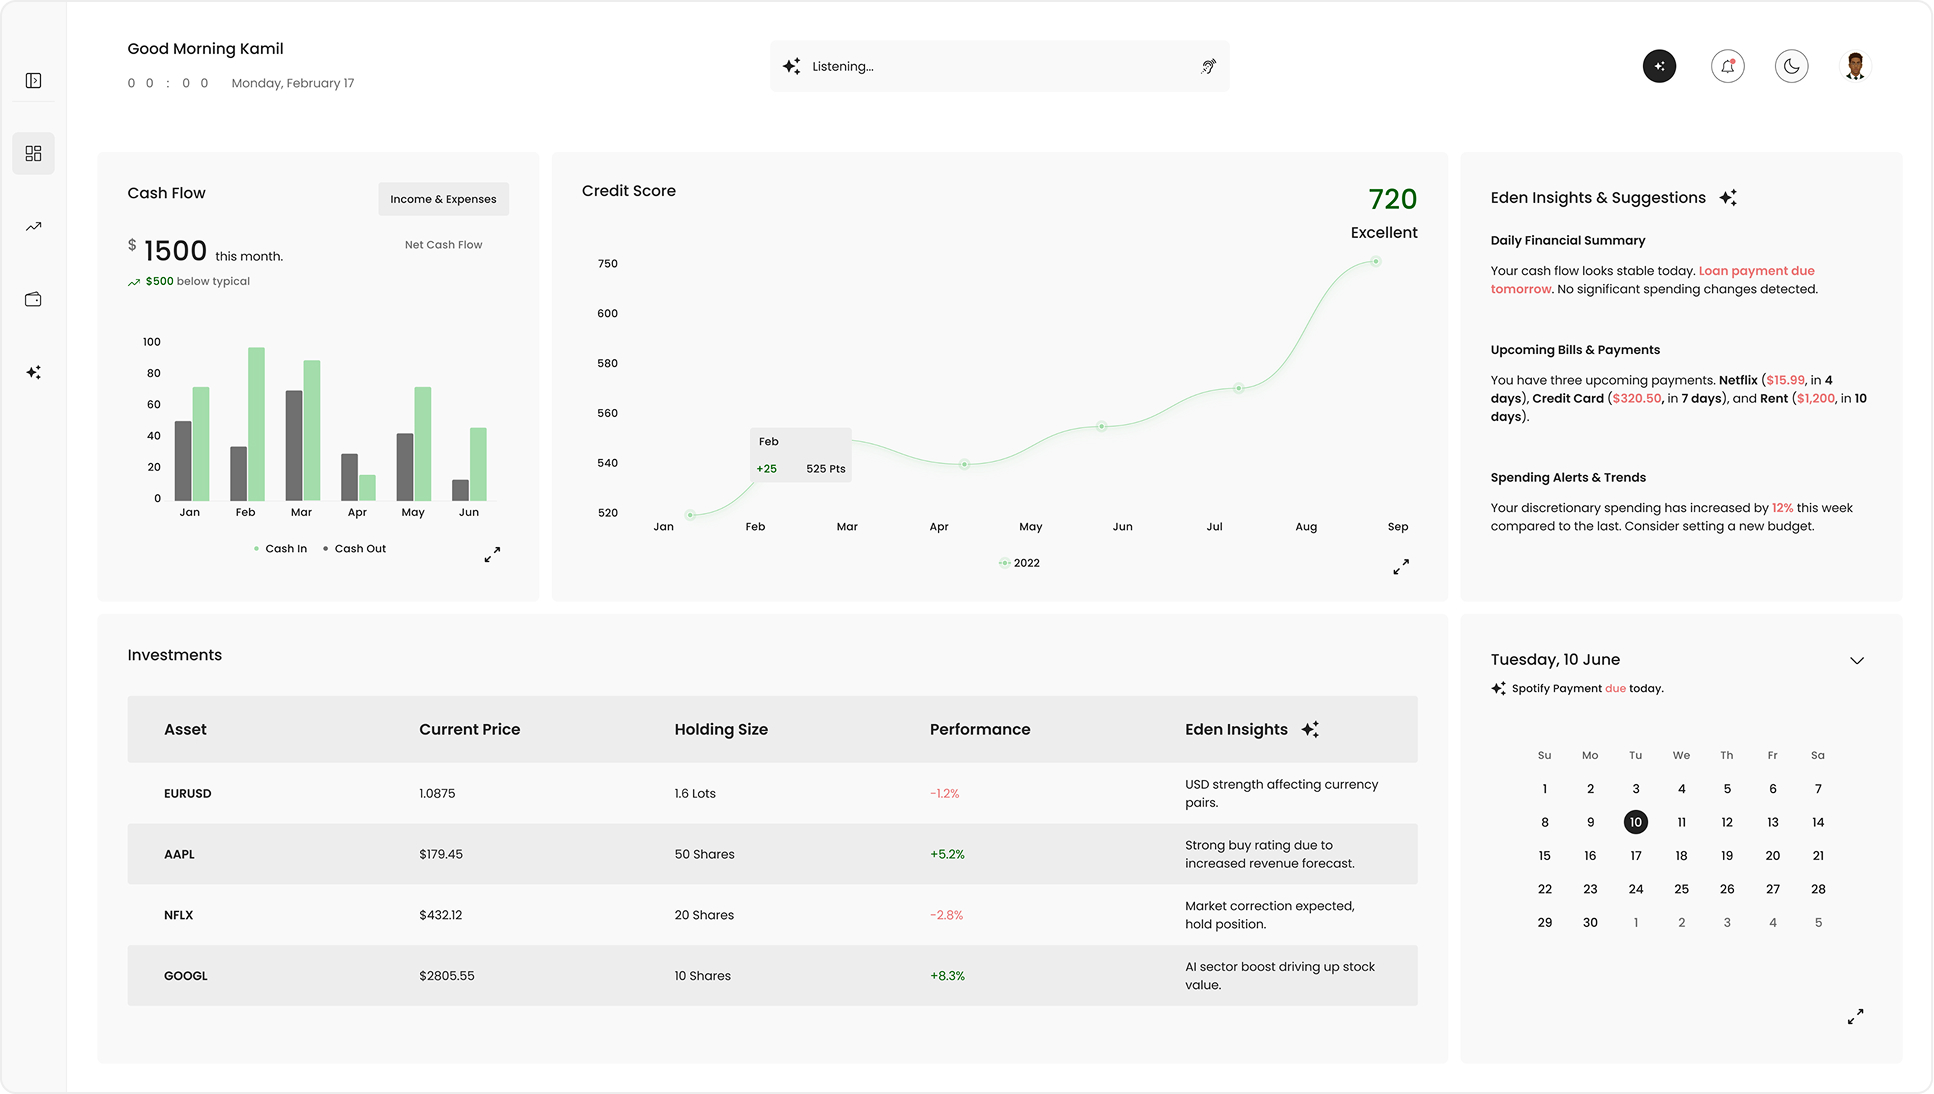 Good Morning Kamil
00 : 00 Monday, February 17
Listening...
Cash Flow
Income & Expenses
$ 1500 this month.
Net Cash Flow
$500 below typical
100
80
60
40
20
0
Jan Feb Mar Apr May Jun
Cash In Cash Out
Credit Score
720
Excellent
750
600
580
560
540
520
Feb
+25 525 Pts
Jan Feb Mar Apr May Jun Jul Aug Sep
2022
Eden Insights & Suggestions
Daily Financial Summary
Your cash flow looks stable today. Loan payment due
tomorrow. No significant spending changes detected.
Upcoming Bills & Payments
You have three upcoming payments. Netflix ($15.99, in 4
days), Credit Card ($320.50, in 7 days), and Rent ($1,200, in 10
days).
Spending Alerts & Trends
Your discretionary spending has increased by 12% this week
compared to the last. Consider setting a new budget.
Investments
Asset Current Price Holding Size Performance Eden Insights
EURUSD 1.0875 1.6 Lots -1.2% USD strength affecting currency
pairs.
AAPL $179.45 50 Shares +5.2% Strong buy rating due to
increased revenue forecast.
NFLX $432.12 20 Shares -2.8% Market correction expected,
hold position.
GOOGL $2805.55 10 Shares +8.3% AI sector boost driving up stock
value.
Tuesday, 10 June
Spotify Payment due today.
Su Mo Tu We Th Fr Sa
1 2 3 4 5 6 7
8 9 10 11 12 13 14
15 16 17 18 19 20 21
22 23 24 25 26 27 28
29 30 1 2 3 4 5